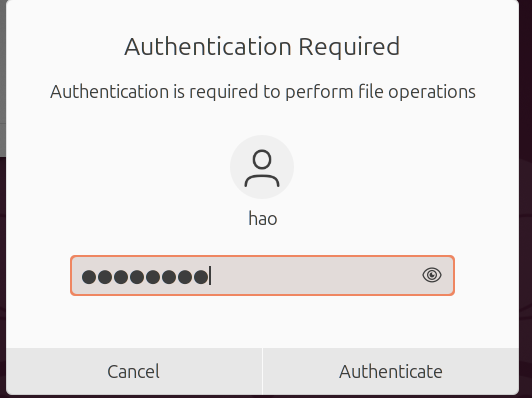 Authentication Required
Authentication is required to perform file operations
hao
Cancel
Authenticate